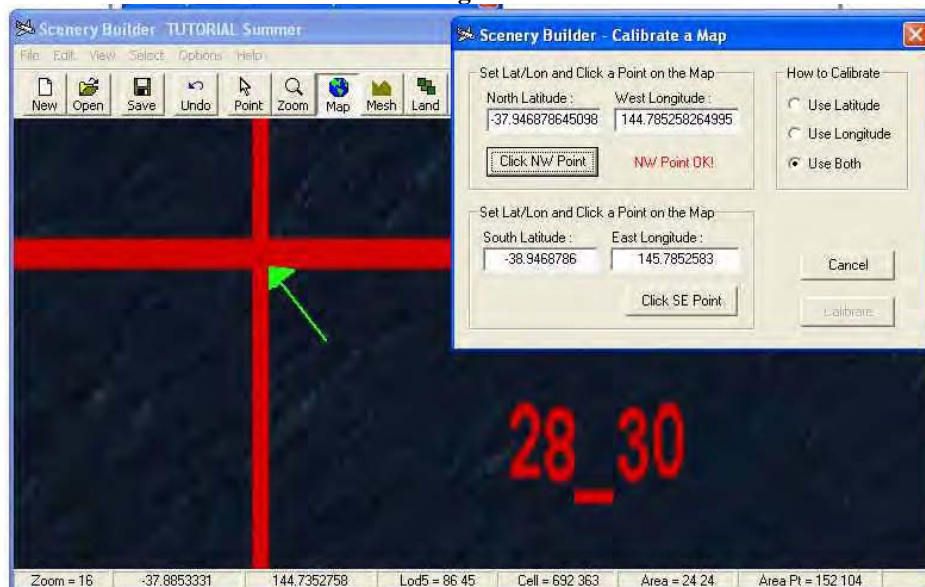 Scenery Builder TUTORIAL Summer
File Edit View Select Options Help
New Open Save Undo Point Zoom Map Mesh Land
Scenery Builder - Calibrate a Map
Set Lat/Lon and Click a Point on the Map
North Latitude : West Longitude :
-37.946878645098 144.785258264995
Click NW Point NW Point OK!
How to Calibrate
Use Latitude
Use Longitude
Use Both
Set Lat/Lon and Click a Point on the Map
South Latitude : East Longitude :
-38.9468786 145.7852583
Click SE Point
Cancel
Calibrate
28_30
Zoom = 16 -37.8853331 144.7352758 Lod5 = 86 45 Cell = 692 363 Area = 24 24 Area Pt = 152 104